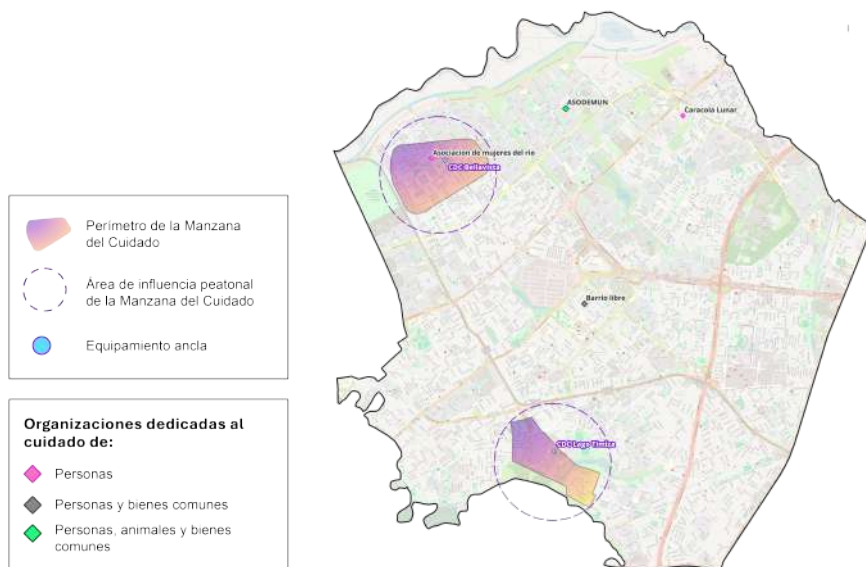 ASODEMUN
Caracola Lunar
Asociacion de mujeres del rio
CDC Bellavista
Barrio libre
CDC Lago Timiza
Perímetro de la Manzana
del Cuidado
Área de influencia peatonal
de la Manzana del Cuidado
Equipamiento ancla
Organizaciones dedicadas al
cuidado de:
Personas
Personas y bienes comunes
Personas, animales y bienes
comunes